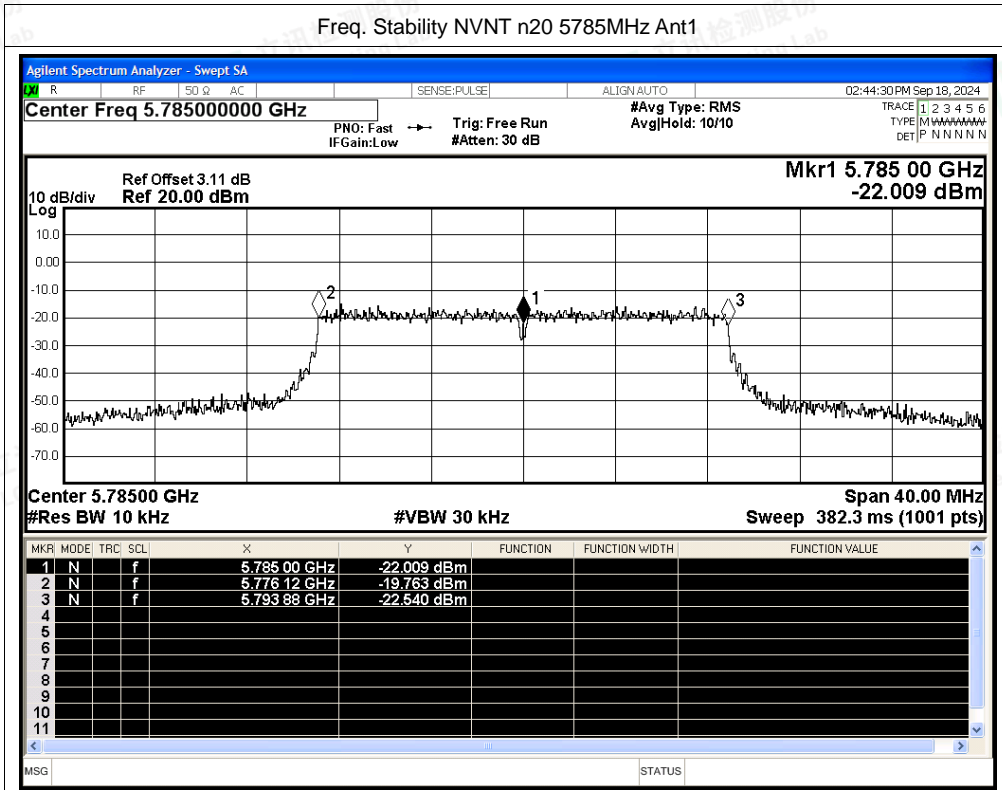 Freq. Stability NVNT n20 5785MHz Ant1
Agilent Spectrum Analyzer - Swept SA
LXI R RF 50 Ω AC SENSE:PULSE ALIGN AUTO 02:44:30 PM Sep 18, 2024
Center Freq 5.785000000 GHz #Avg Type: RMS TRACE 1 2 3 4 5 6
PNO: Fast Trig: Free Run Avg|Hold: 10/10 TYPE M
IFGain:Low #Atten: 30 dB DET P N N N N N
Mkr1 5.785 00 GHz
Ref Offset 3.11 dB
10 dB/div Ref 20.00 dBm -22.009 dBm
Log
10.0
0.00
-10.0
2 1 3
-20.0
-30.0
-40.0
-50.0
-60.0
-70.0
Center 5.78500 GHz Span 40.00 MHz
#Res BW 10 kHz #VBW 30 kHz Sweep 382.3 ms (1001 pts)
MKR MODE TRC SCL X Y FUNCTION FUNCTION WIDTH FUNCTION VALUE
1 N f 5.785 00 GHz -22.009 dBm
2 N f 5.776 12 GHz -19.763 dBm
3 N f 5.793 88 GHz -22.540 dBm
4
5
6
7
8
9
10
11
MSG STATUS